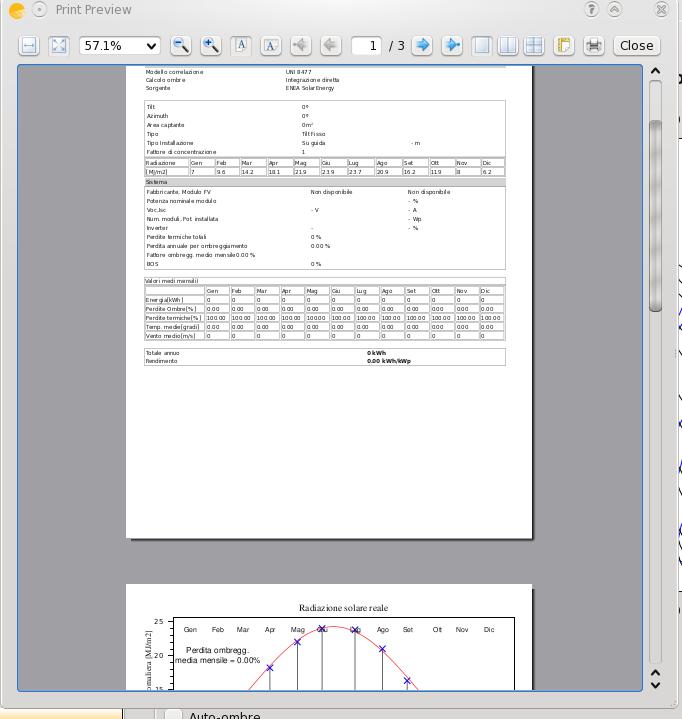 Print Preview
57.1%
1 / 3
Close
Modello correlazione UNI 8477
Calcolo ombre Integrazione diretta
Sorgente ENEA SolarEnergy
Tilt 0°
Azimuth 0°
Area captante 0m²
Tipo Tilt Fisso
Tipo Installazione Su guida - m
Fattore di concentrazione 1
Radiazione Gen Feb Mar Apr Mag Giu Lug Ago Set Ott Nov Dic
[MJ/m2] 7 9.6 14.2 18.1 21.9 23.9 23.7 20.9 16.2 11.9 8 6.2
Sistema
Fabbricante, Modulo FV Non disponibile Non disponibile
Potenza nominale modulo - %
Voc,Isc - V - A
Num. moduli, Pot. installata - Wp
Inverter - - %
Perdite termiche totali 0 %
Perdita annuale per ombreggiamento 0.00 %
Fattore ombregg. medio mensile0.00 %
BOS 0 %
Valori medi mensili)
Gen Feb Mar Apr Mag Giu Lug Ago Set Ott Nov Dic
Energia[kWh] 0 0 0 0 0 0 0 0 0 0 0 0
Perdite Ombre[%] 0.00 0.00 0.00 0.00 0.00 0.00 0.00 0.00 0.00 0.00 0.00 0.00
Perdite termiche[%] 100.00 100.00 100.00 100.00 100.00 100.00 100.00 100.00 100.00 100.00 100.00 100.00
Temp. medie[gradi] 0.00 0.00 0.00 0.00 0.00 0.00 0.00 0.00 0.00 0.00 0.00 0.00
Vento medio[m/s] 0 0 0 0 0 0 0 0 0 0 0 0
Totale annuo 0 kWh
Rendimento 0.00 kWh/kWp
Radiazione solare reale
25
Gen Feb Mar Apr Mag Giu Lug Ago Set Ott Nov Dic
Perdita ombregg.
media mensile = 0.00%
20
15
omaliera [MJ/m2]
Auto-ombre